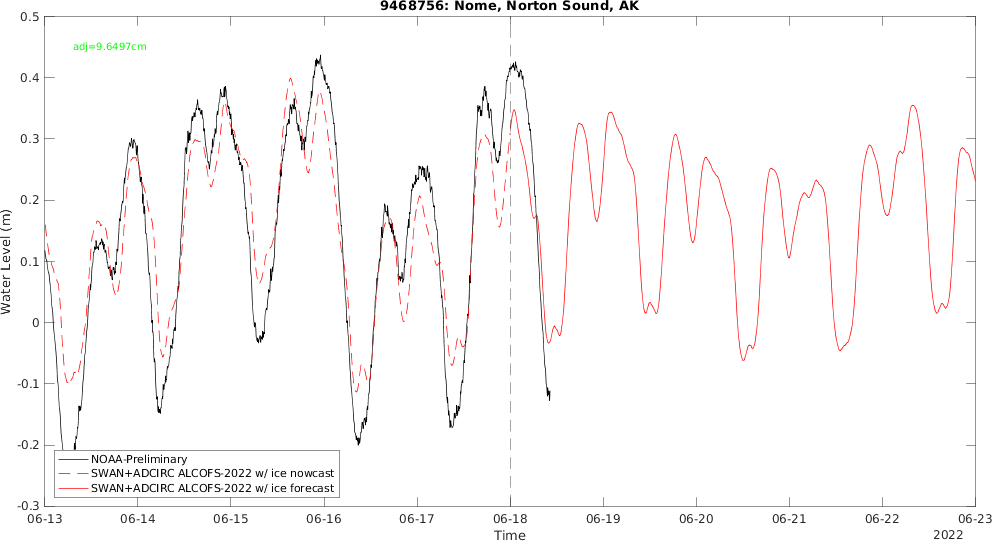 9468756: Nome, Norton Sound, AK
adj=9.6497cm
Water Level (m)
0.5
0.4
0.3
0.2
0.1
0
-0.1
-0.2
-0.3
NOAA-Preliminary
SWAN+ADCIRC ALCOFS-2022 w/ ice nowcast
SWAN+ADCIRC ALCOFS-2022 w/ ice forecast
06-13 06-14 06-15 06-16 06-17 06-18 06-19 06-20 06-21 06-22 06-23
Time
2022